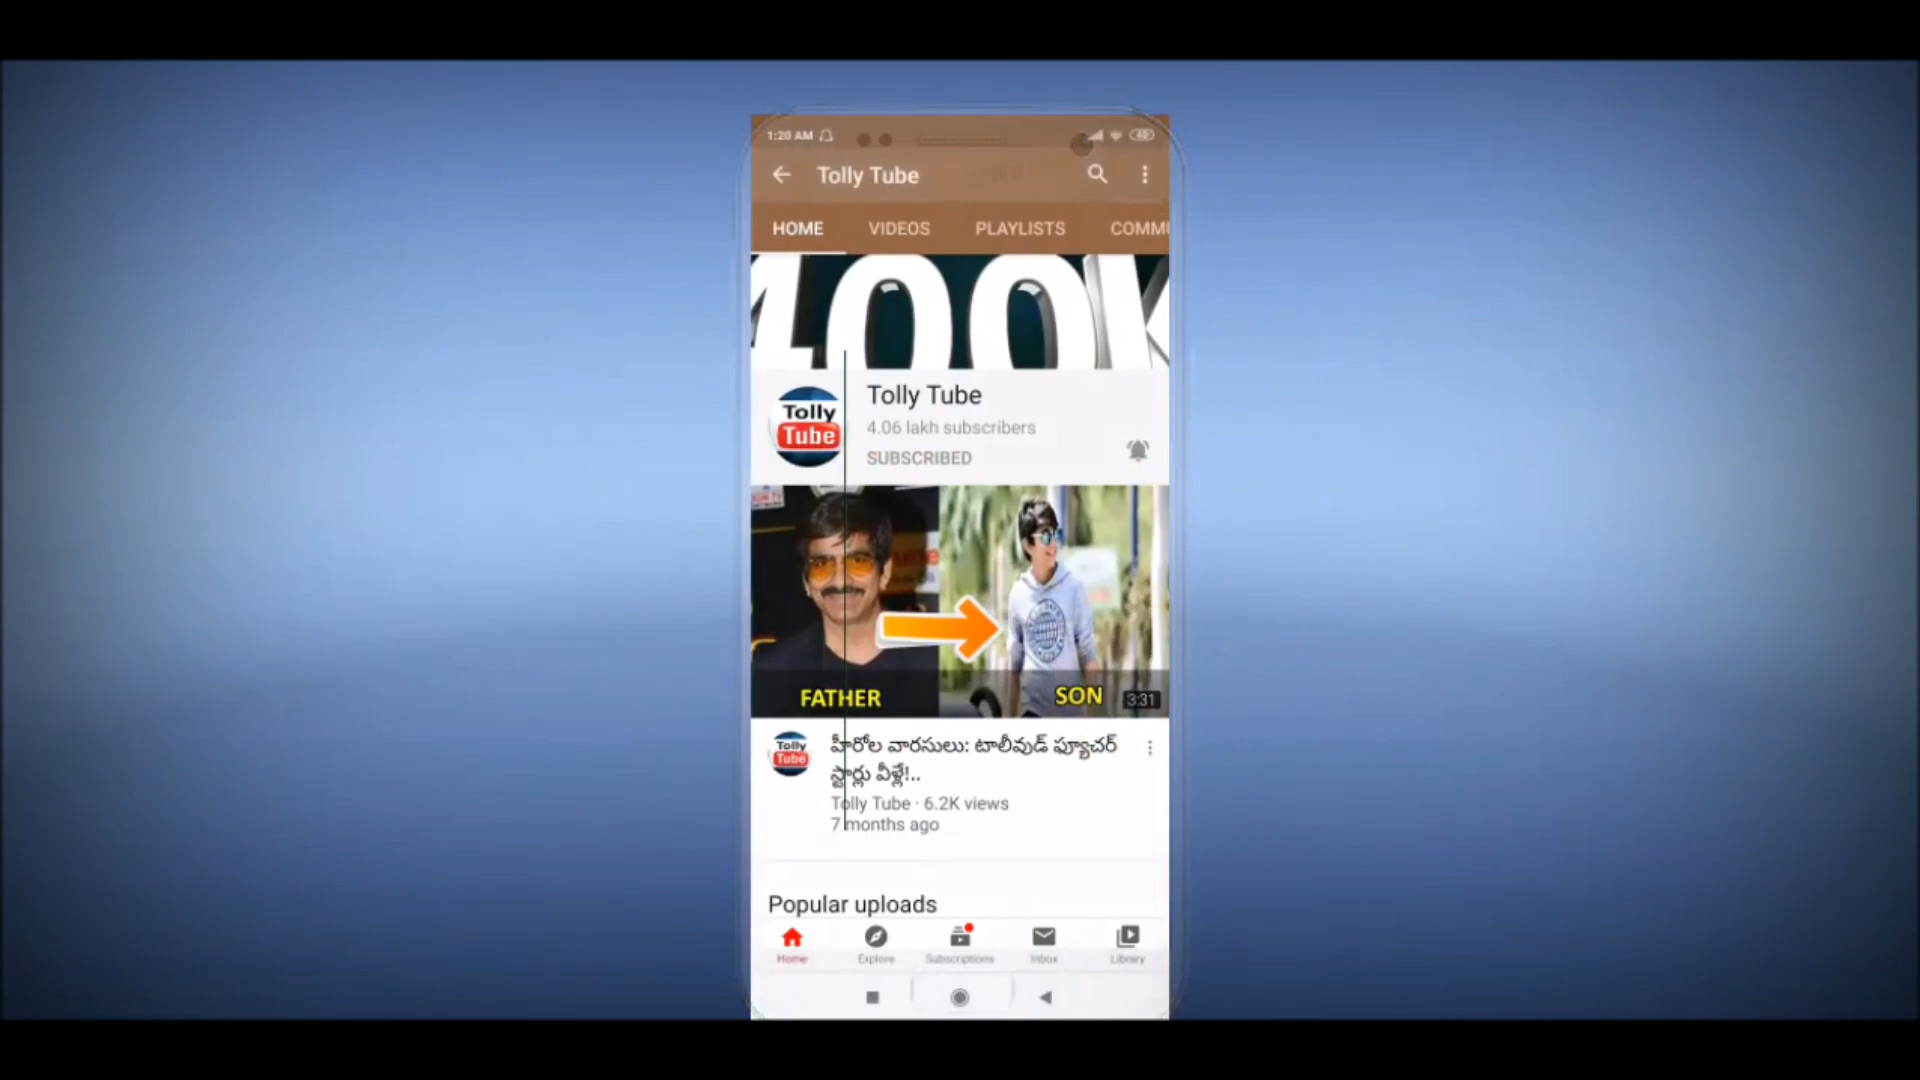 1:20 AM
Tolly Tube
HOME VIDEOS PLAYLISTS COMMU
400K
Tolly Tube
Tolly Tube
4.06 lakh subscribers
SUBSCRIBED
FATHER SON 3:31
Tolly Tube
హీరోల వారసులు: టాలీవుడ్ ఫ్యూచర్
స్టార్లు వీళ్లే!..
Tolly Tube · 6.2K views
7 months ago
Popular uploads
Home Explore Subscriptions Inbox Library